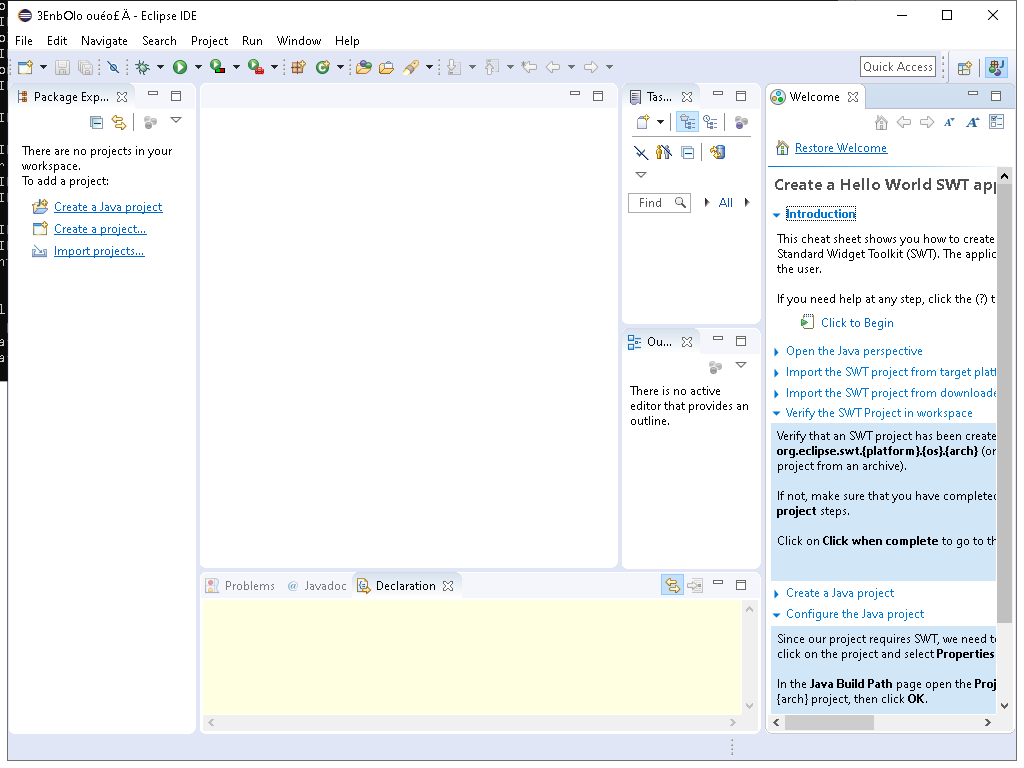 3EnbOlo ouéo£Ä - Eclipse IDE
File Edit Navigate Search Project Run Window Help
Quick Access
Package Exp...
There are no projects in your
workspace.
To add a project:
Create a Java project
Create a project...
Import projects...
Tas...
Find
All
Ou...
There is no active
editor that provides an
outline.
Problems @ Javadoc Declaration
Welcome
Restore Welcome
Create a Hello World SWT app
Introduction
This cheat sheet shows you how to create
Standard Widget Toolkit (SWT). The applic
the user.
If you need help at any step, click the (?) t
Click to Begin
Open the Java perspective
Import the SWT project from target platf
Import the SWT project from downloade
Verify the SWT Project in workspace
Verify that an SWT project has been create
org.eclipse.swt.{platform}.{os}.{arch} (or
project from an archive).
If not, make sure that you have completed
project steps.
Click on Click when complete to go to th
Create a Java project
Configure the Java project
Since our project requires SWT, we need to
click on the project and select Properties
In the Java Build Path page open the Proj
{arch} project, then click OK.